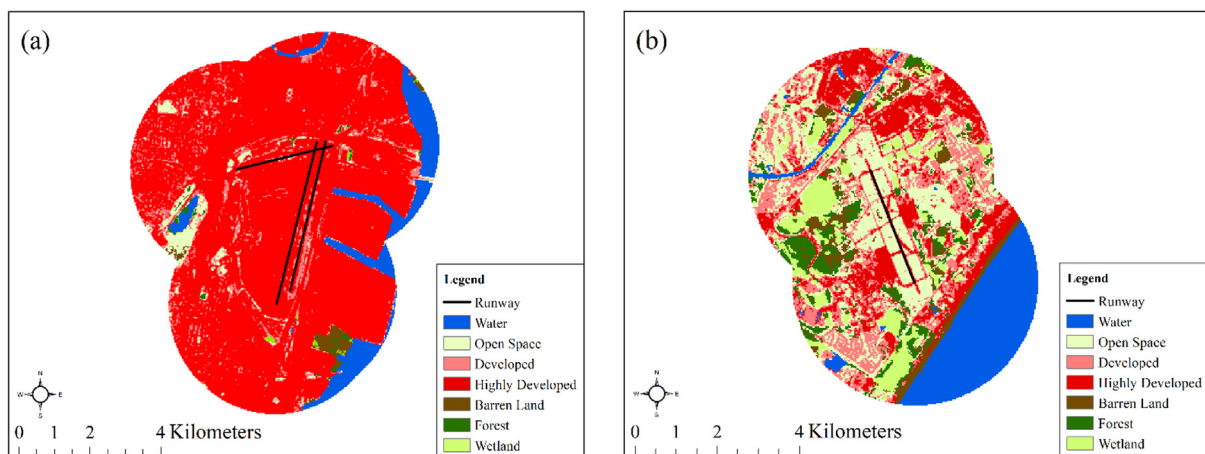 (a)
Legend
Runway
Water
Open Space
Developed
Highly Developed
Barren Land
Forest
Wetland
N
W E
S
0 1 2 4 Kilometers
(b)
Legend
Runway
Water
Open Space
Developed
Highly Developed
Barren Land
Forest
Wetland
N
W E
S
0 1 2 4 Kilometers